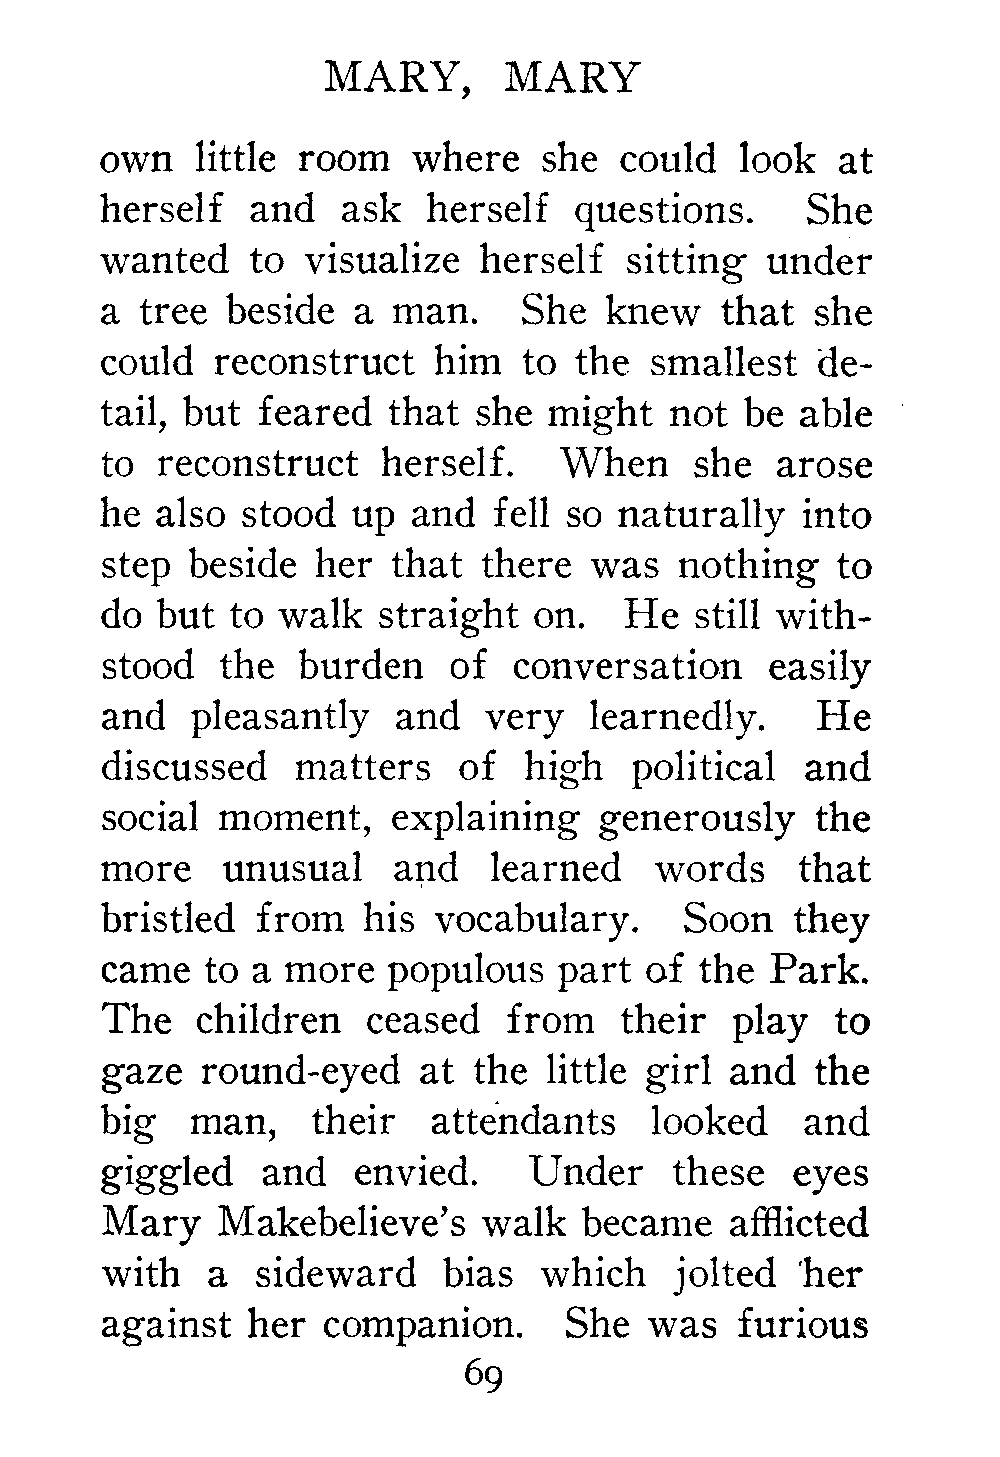 MARY, MARY
own little room where she could look at
herself and ask herself questions. She
wanted to visualize herself sitting under
a tree beside a man. She knew that she
could reconstruct him to the smallest de-
tail, but feared that she might not be able
to reconstruct herself. When she arose
he also stood up and fell so naturally into
step beside her that there was nothing to
do but to walk straight on. He still with-
stood the burden of conversation easily
and pleasantly and very learnedly. He
discussed matters of high political and
social moment, explaining generously the
more unusual and learned words that
bristled from his vocabulary. Soon they
came to a more populous part of the Park.
The children ceased from their play to
gaze round-eyed at the little girl and the
big man, their attendants looked and
giggled and envied. Under these eyes
Mary Makebelieve's walk became afflicted
with a sideward bias which jolted her
against her companion. She was furious
69